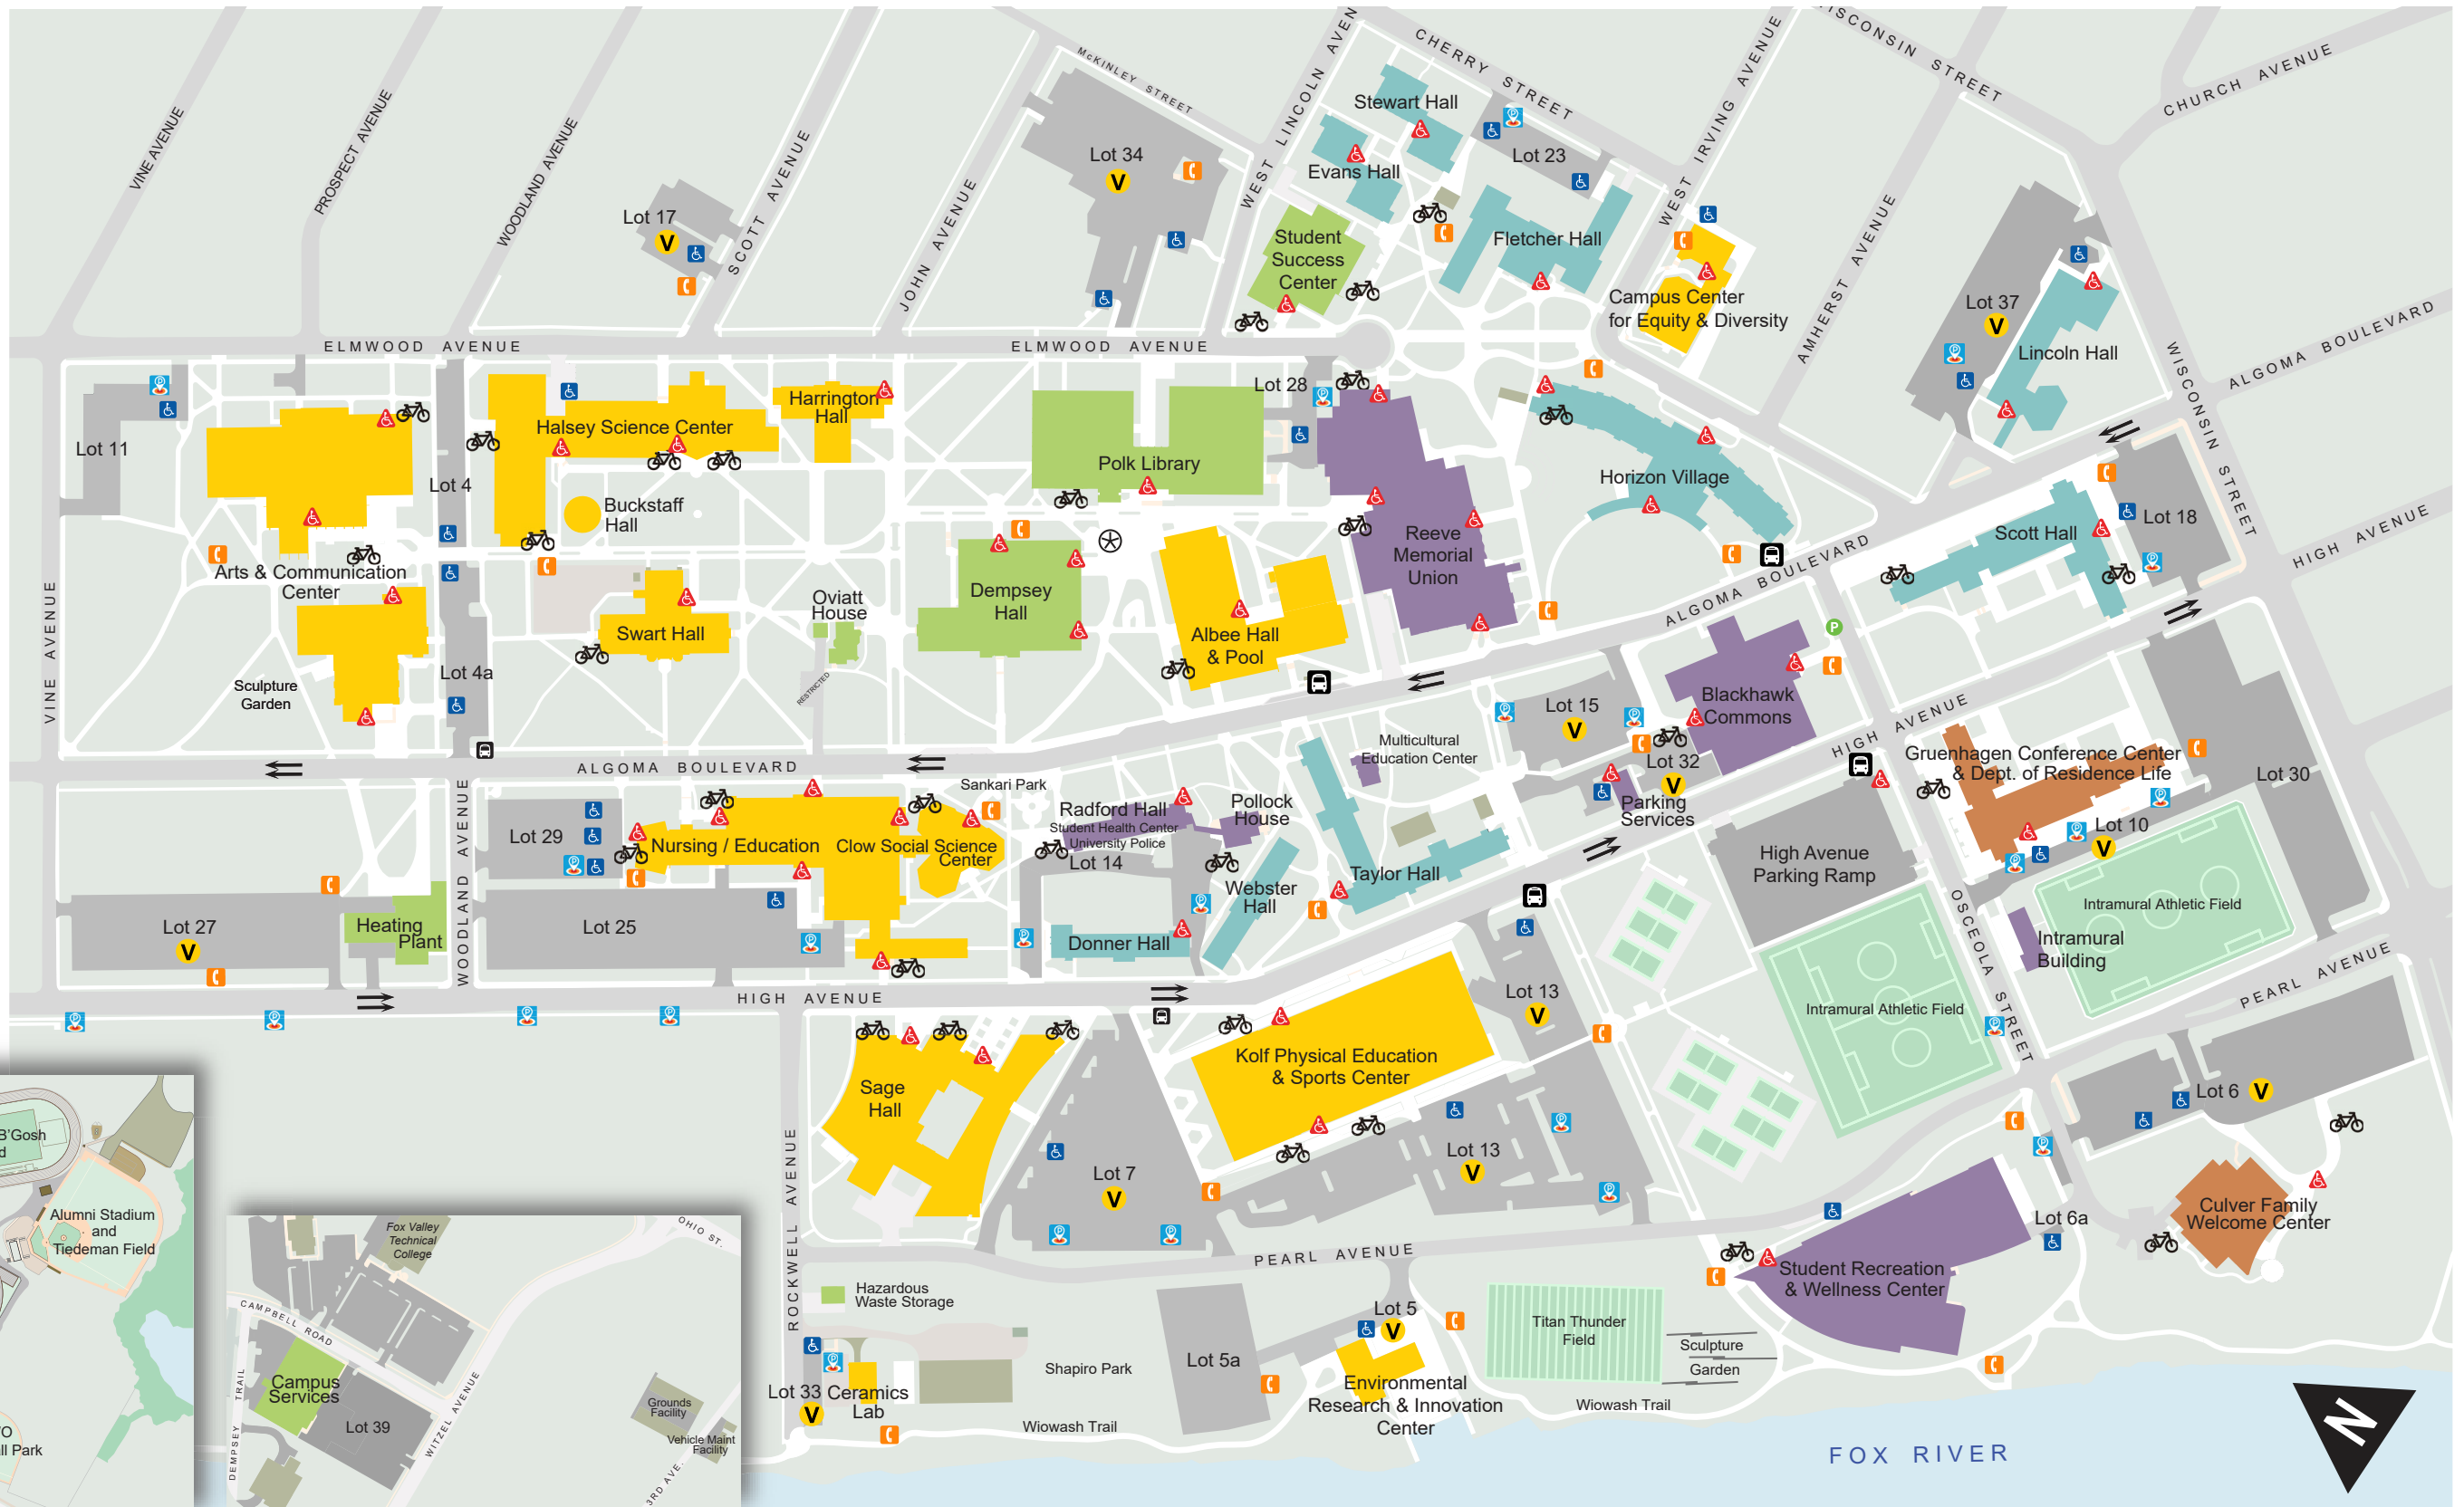 VINE AVENUE
PROSPECT AVENUE
WOODLAND AVENUE
SCOTT AVENUE
JOHN AVENUE
McKINLEY STREET
WEST LINCOLN AVEN
CHERRY STREET
WEST IRVING AVENUE
AMHERST AVENUE
ISCONSIN STREET
CHURCH AVENUE
Lot 17
V
Lot 34
V
Stewart Hall
Evans Hall
Lot 23
Student
Success
Center
Fletcher Hall
Campus Center
for Equity & Diversity
Lot 37
V
Lincoln Hall
ALGOMA BOULEVARD
WISCONSIN STREET
HIGH AVENUE
ELMWOOD AVENUE
ELMWOOD AVENUE
Lot 11
Lot 4
Halsey Science Center
Harrington
Hall
Buckstaff
Hall
Polk Library
Lot 28
Reeve
Memorial
Union
Horizon Village
Scott Hall
Lot 18
Arts & Communication
Center
Swart Hall
Oviatt
House
Dempsey
Hall
Albee Hall
& Pool
ALGOMA BOULEVARD
P
VINE AVENUE
Sculpture
Garden
Lot 4a
RESTRICTED
Lot 15
V
Blackhawk
Commons
HIGH AVENUE
Gruenhagen Conference Center
& Dept. of Residence Life
Lot 30
ALGOMA BOULEVARD
Sankari Park
Multicultural
Education Center
Lot 32
V
Parking
Services
Lot 10
V
Lot 29
Nursing / Education
Clow Social Science
Center
Radford Hall
Student Health Center
University Police
Lot 14
Pollock
House
Webster
Hall
Taylor Hall
High Avenue
Parking Ramp
Intramural Athletic Field
OSCEOLA STREET
Intramural
Building
WOODLAND AVENUE
Lot 27
V
Heating
Plant
Lot 25
Donner Hall
HIGH AVENUE
Lot 13
V
Intramural Athletic Field
PEARL AVENUE
Sage
Hall
Kolf Physical Education
& Sports Center
Lot 6
V
Lot 7
V
Lot 13
V
ROCKWELL AVENUE
PEARL AVENUE
Lot 6a
Culver Family
Welcome Center
Student Recreation
& Wellness Center
Hazardous
Waste Storage
Lot 5
V
Titan Thunder
Field
Sculpture
Garden
Lot 5a
Shapiro Park
Lot 33
V
Ceramics
Lab
Environmental
Research & Innovation
Center
Wiowash Trail
Wiowash Trail
FOX RIVER
N
B'Gosh
d
Alumni Stadium
and
Tiedeman Field
'O
ll Park
Fox Valley
Technical
College
OHIO ST.
CAMPBELL ROAD
Campus
Services
Lot 39
DEMPSEY TRAIL
WITZEL AVENUE
Grounds
Facility
Vehicle Maint
Facility
3RD AVE.